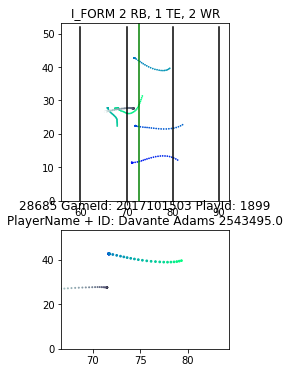 I_FORM 2 RB, 1 TE, 2 WR
50
40
30
20
10
0
60 70 80 90
28685 GameId: 2017101503 PlayId: 1899
PlayerName + ID: Davante Adams 2543495.0
40
20
0
70 75 80